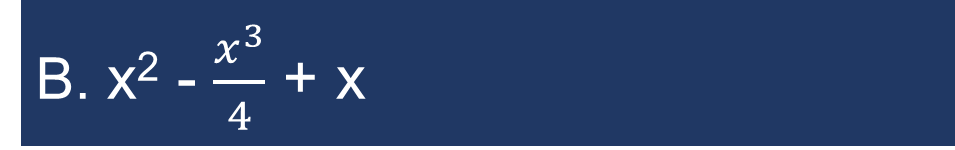 B. x² - x³/4 + x